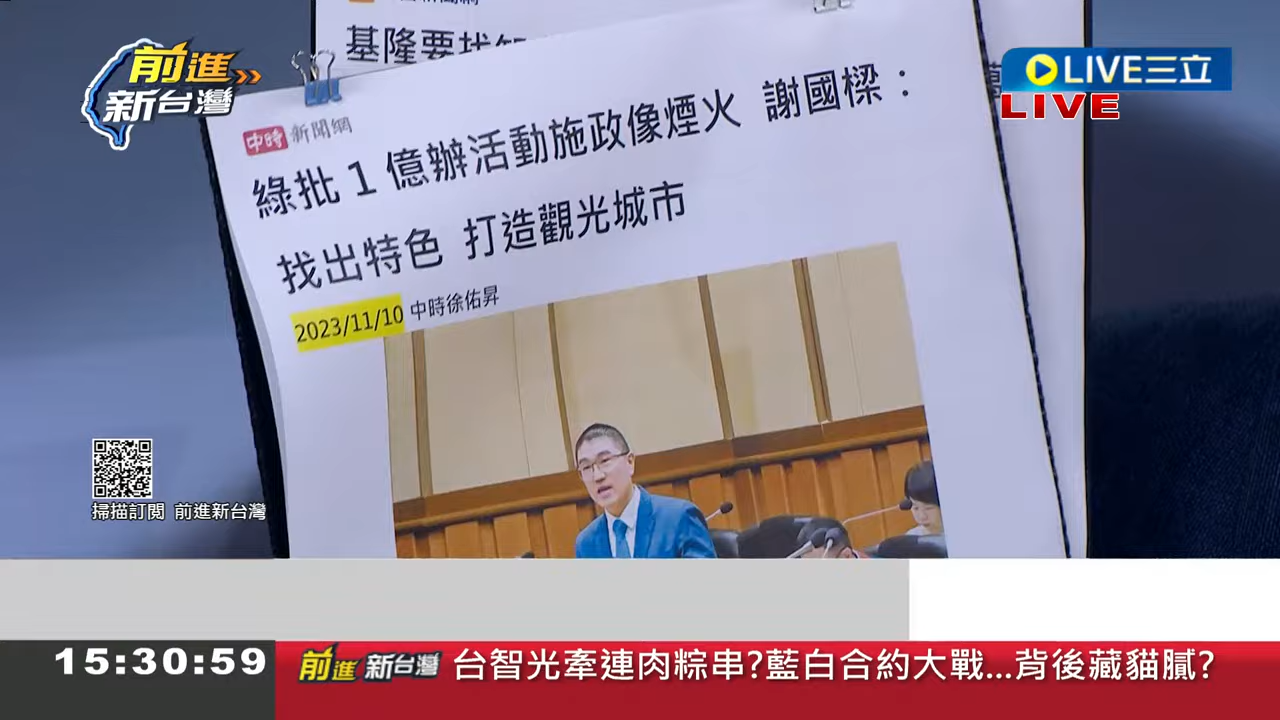 前進
新台灣
LIVE三立
LIVE
基隆要找
中時 新聞網
綠批1億辦活動施政像煙火 謝國樑：
找出特色 打造觀光城市
2023/11/10 中時徐佑昇
掃描訂閱 前進新台灣
15:30:59
前進 新台灣 台智光牽連肉粽串?藍白合約大戰...背後藏貓膩?